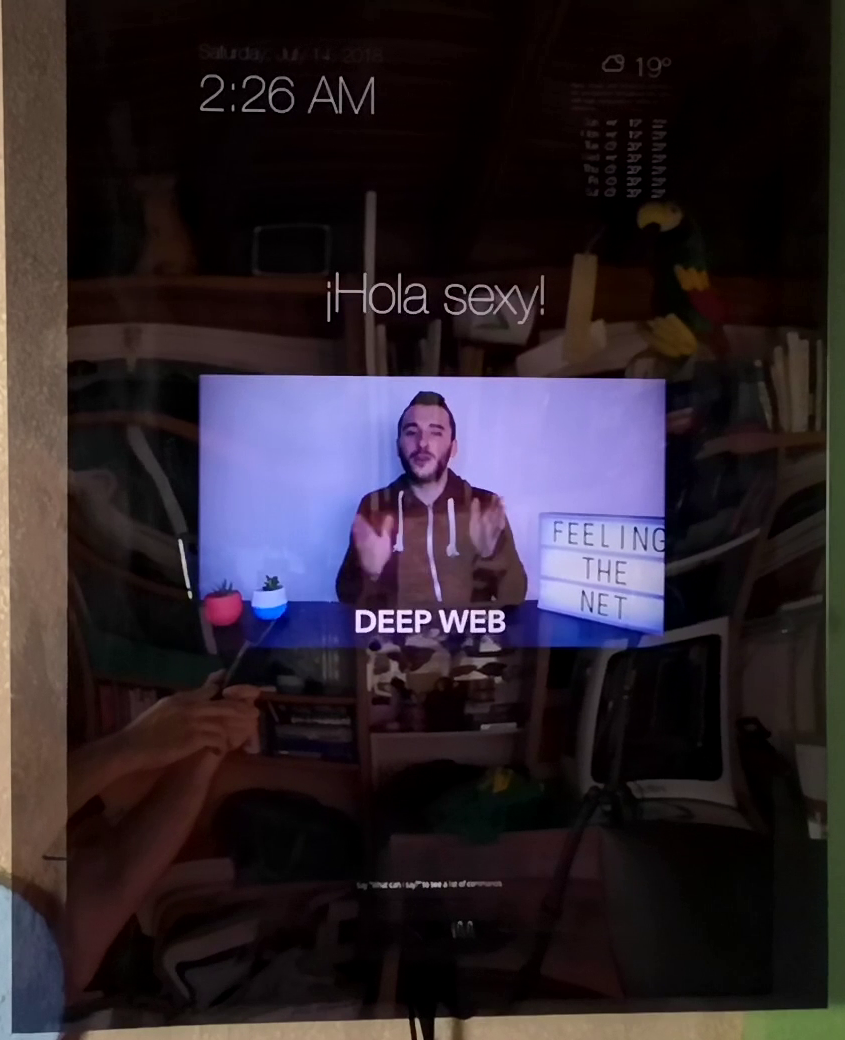 Saturday, July 14, 2018
2:26 AM
19°
¡Hola sexy!
FEELING
THE
NET
DEEP WEB
Say "What can I say?" to see a list of commands